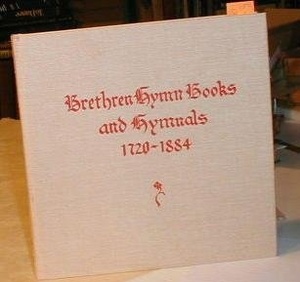 Brethren Hymn Books
and Hymnals
1720-1884